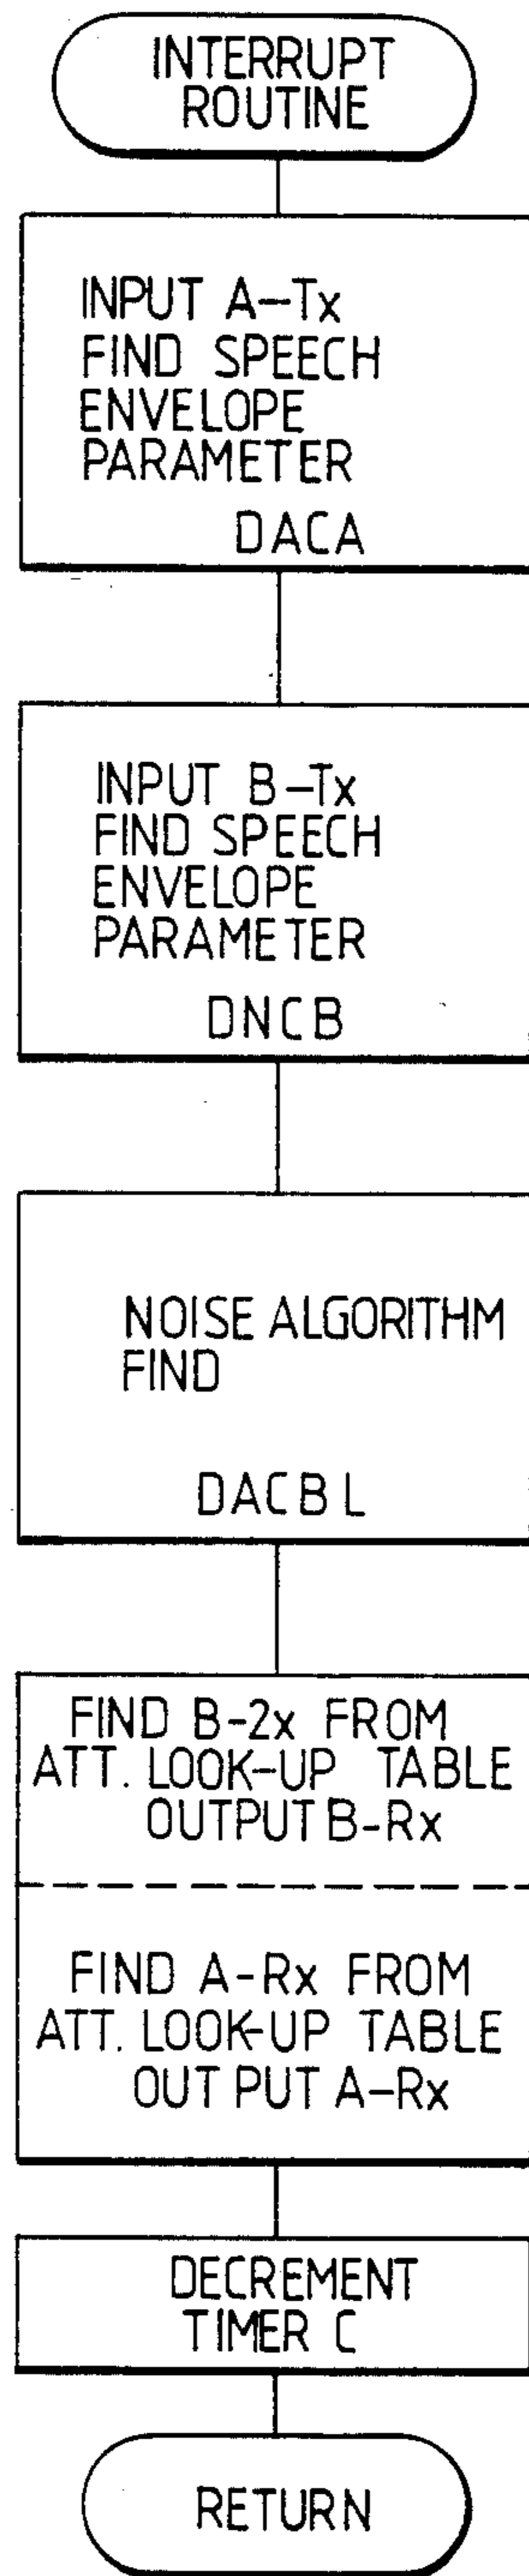 INTERRUPT
ROUTINE
INPUT A-Tx
FIND SPEECH
ENVELOPE
PARAMETER
DACA
INPUT B-Tx
FIND SPEECH
ENVELOPE
PARAMETER
DNCB
NOISE ALGORITHM
FIND
DACBL
FIND B-2x FROM
ATT. LOOK-UP TABLE
OUTPUT B-Rx
FIND A-Rx FROM
ATT. LOOK-UP TABLE
OUT PUT A-Rx
DECREMENT
TIMER C
RETURN